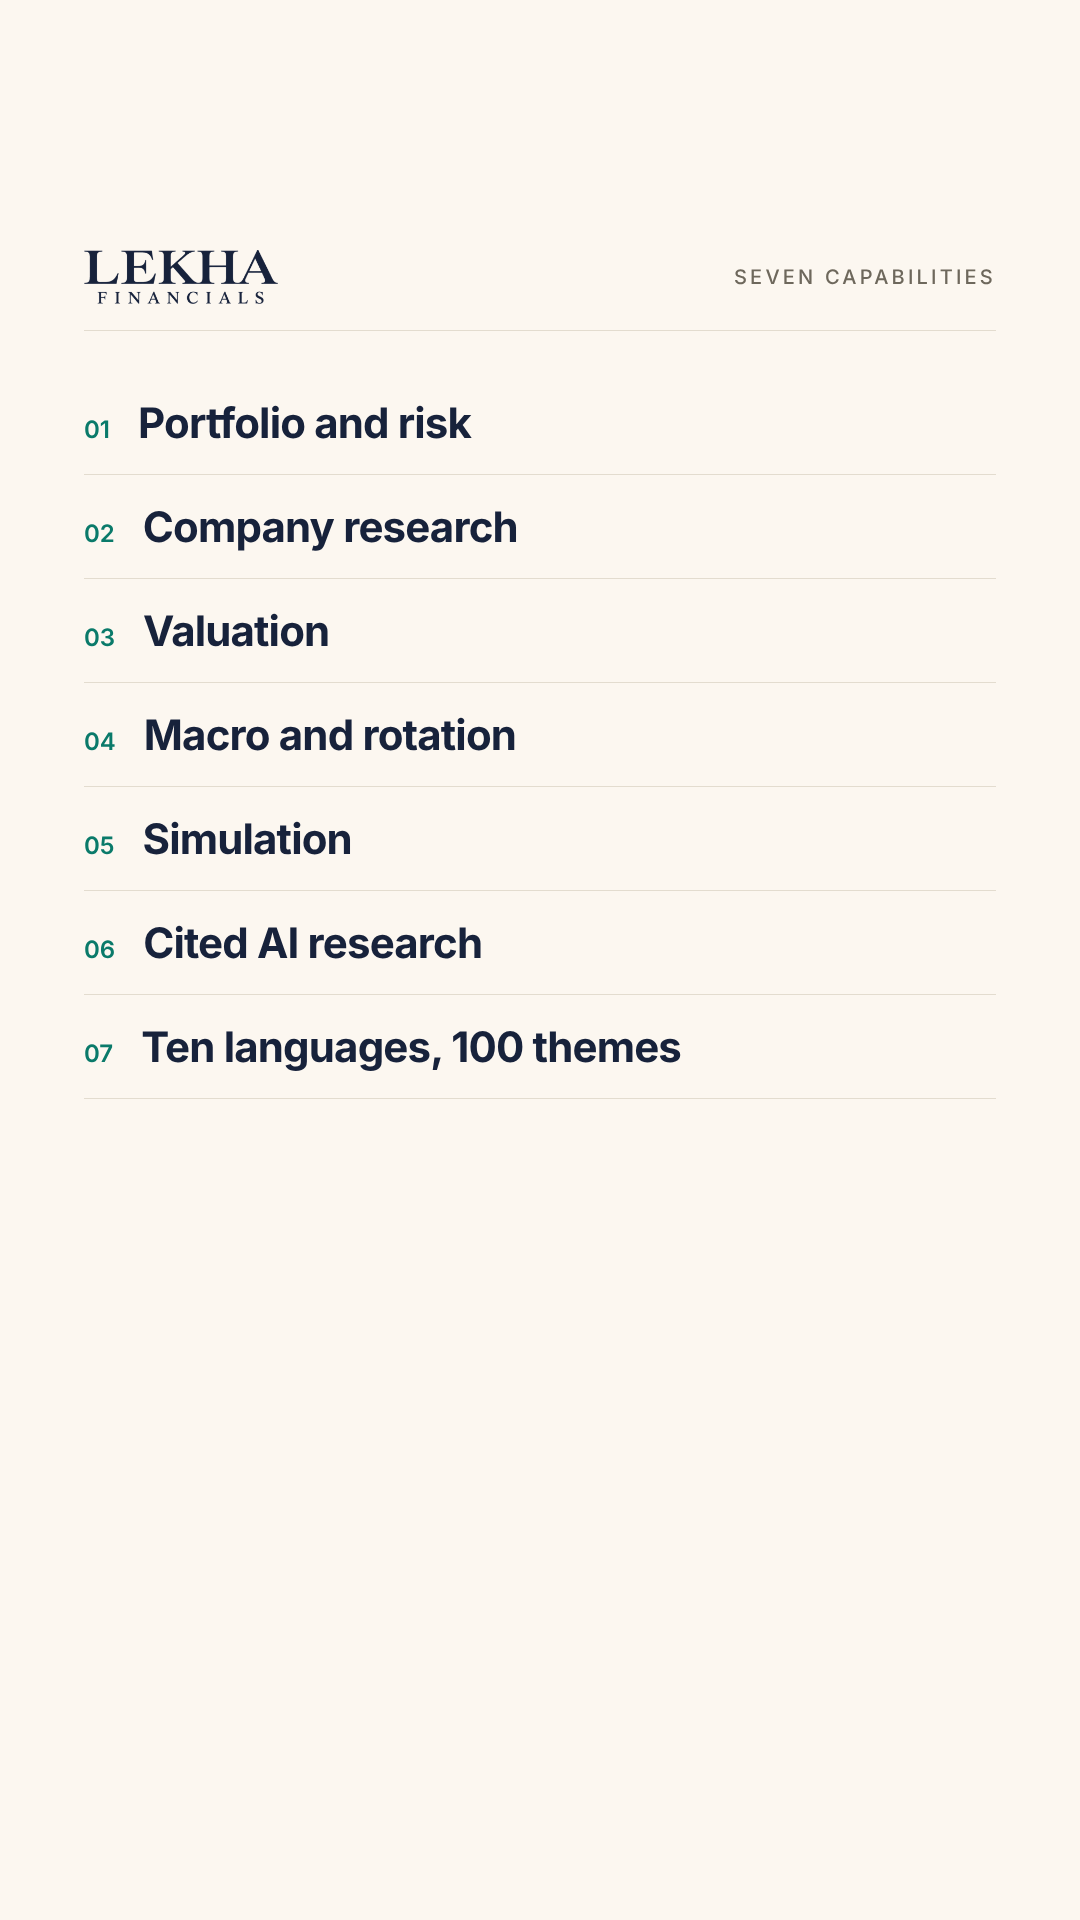 LEKHA
FINANCIALS
SEVEN CAPABILITIES
01 Portfolio and risk
02 Company research
03 Valuation
04 Macro and rotation
05 Simulation
06 Cited AI research
07 Ten languages, 100 themes